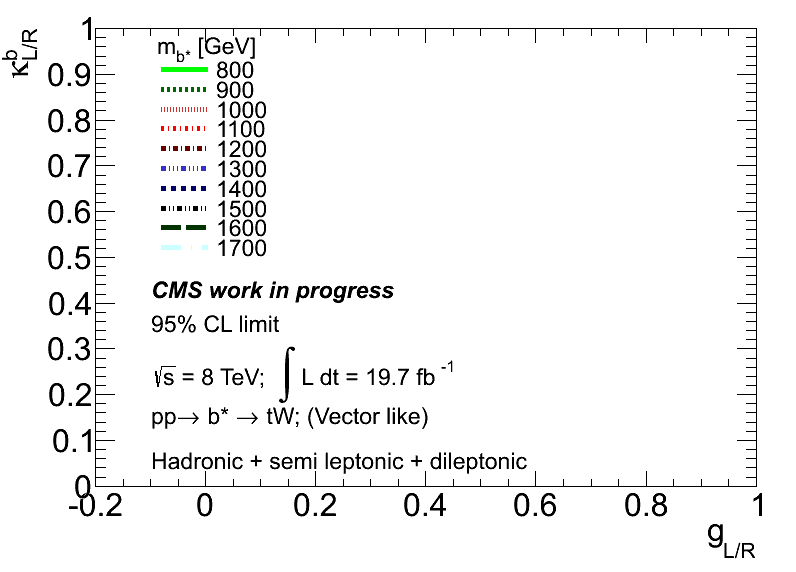 κ^b_L/R
1
0.9
0.8
0.7
0.6
0.5
0.4
0.3
0.2
0.1
0
m_b* [GeV]
800
900
1000
1100
1200
1300
1400
1500
1600
1700
CMS work in progress
95% CL limit
√s = 8 TeV; ∫ L dt = 19.7 fb^-1
pp→ b* → tW; (Vector like)
Hadronic + semi leptonic + dileptonic
-0.2 0 0.2 0.4 0.6 0.8 1
g_L/R